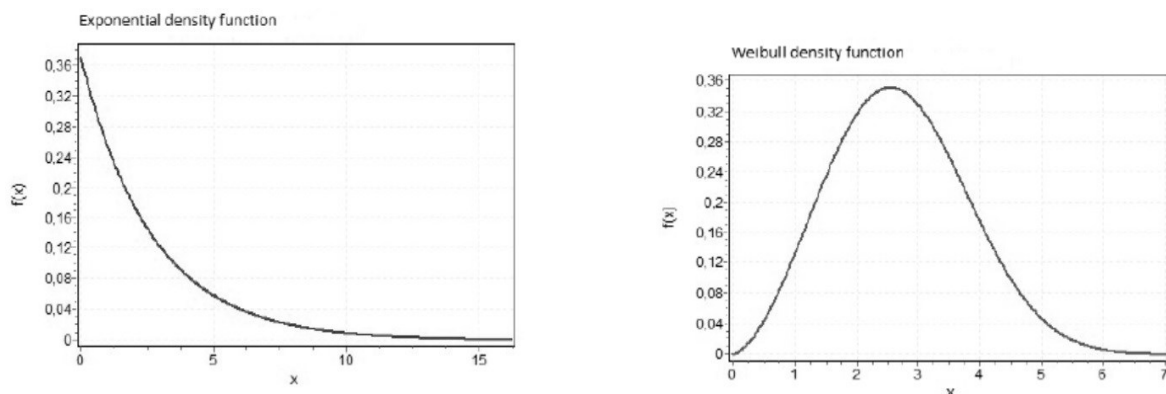 Exponential density function
0,36
0,32
0,28
0,24
0,2
0,16
0,12
0,08
0,04
0
f(x)
0 5 10 15
x
Weibull density function
0,36
0,32
0,28
0,24
0,2
0,16
0,12
0,08
0,04
0
f(x)
0 1 2 3 4 5 6 7